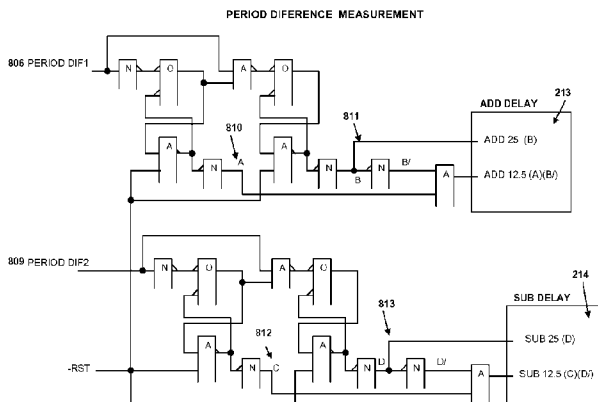 PERIOD DIFERENCE MEASUREMENT
806 PERIOD DIF1
N O A O
810
811
213
ADD DELAY
ADD 25 (B)
A N A A N B N B/ A
ADD 12.5 (A)(B/)
809 PERIOD DIF2
N O A O
812
813
214
SUB DELAY
SUB 25 (D)
-RST
A N C A N D N D/ A
SUB 12.5 (C)(D/)